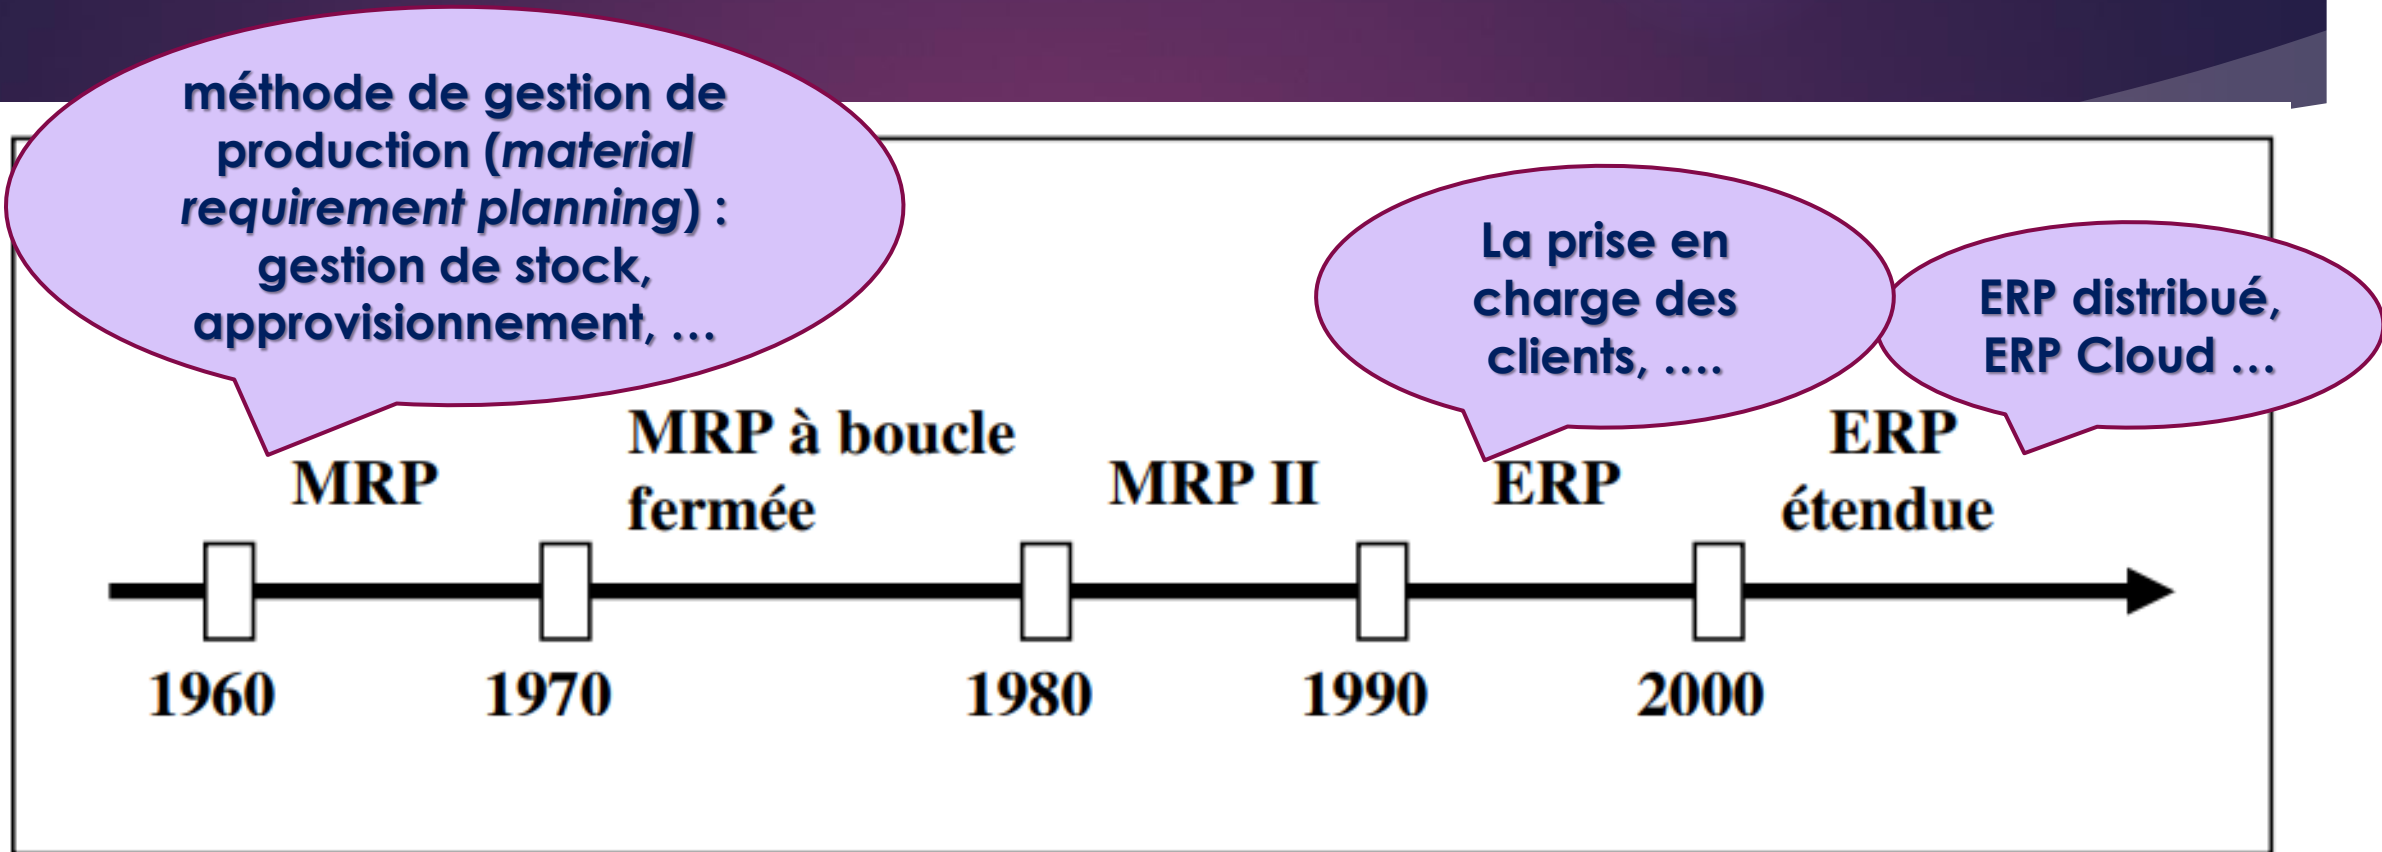 méthode de gestion de
production (material
requirement planning) :
gestion de stock,
approvisionnement, …
La prise en
charge des
clients, ….
ERP distribué,
ERP Cloud …
MRP
MRP à boucle
fermée
MRP II
ERP
ERP
étendue
1960
1970
1980
1990
2000